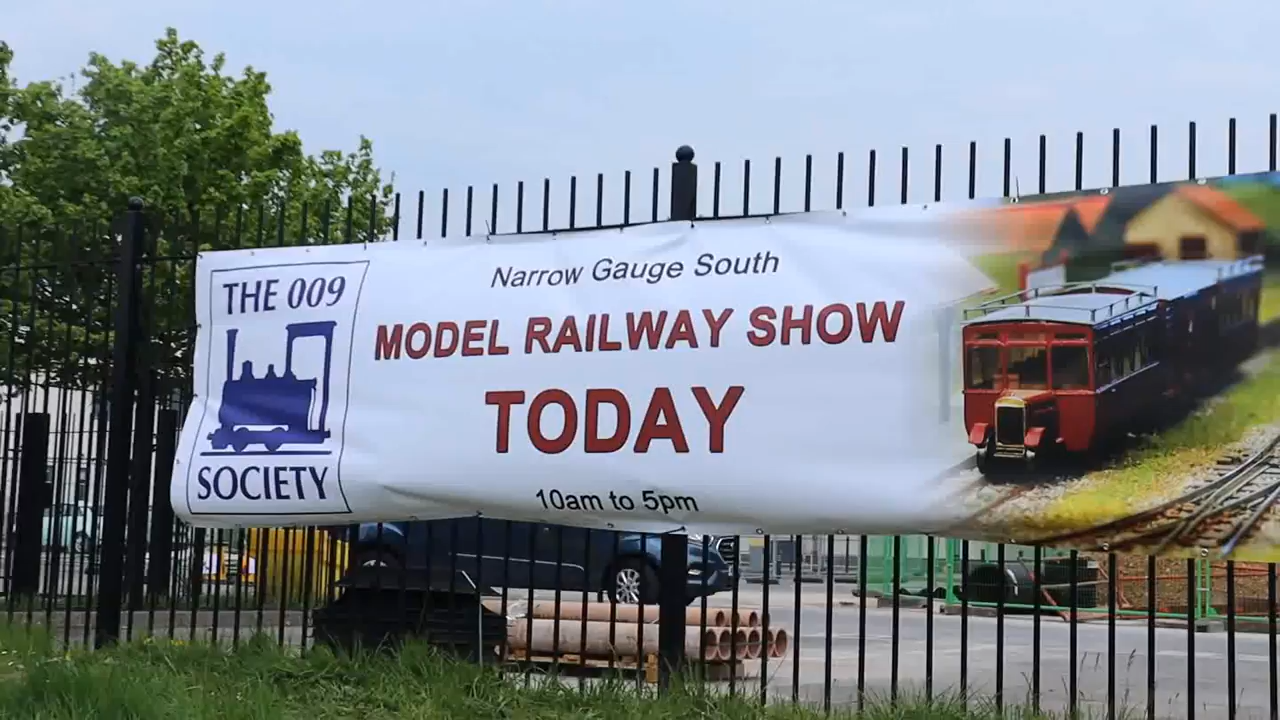 THE 009
SOCIETY
Narrow Gauge South
MODEL RAILWAY SHOW
TODAY
10am to 5pm